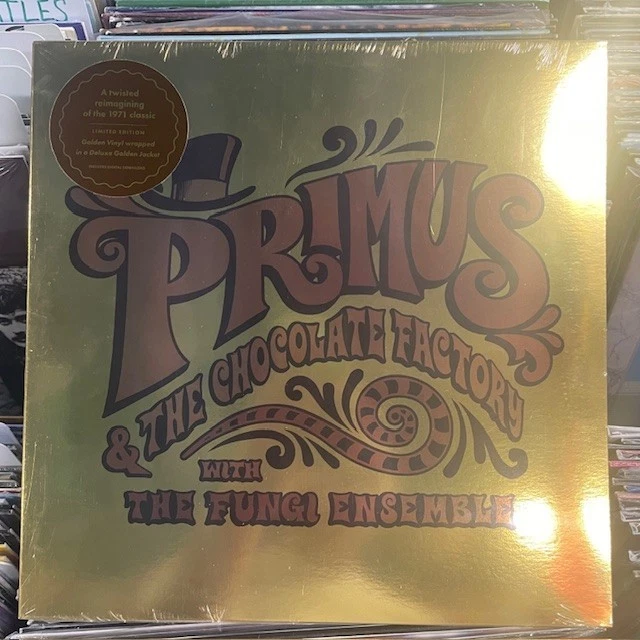 TLES
A twisted
reimagining
of the 1971 classic
LIMITED EDITION
Golden Vinyl wrapped
in a Deluxe Golden Jacket
PRIMUS
& THE CHOCOLATE FACTORY
WITH
THE FUNGI ENSEMBLE